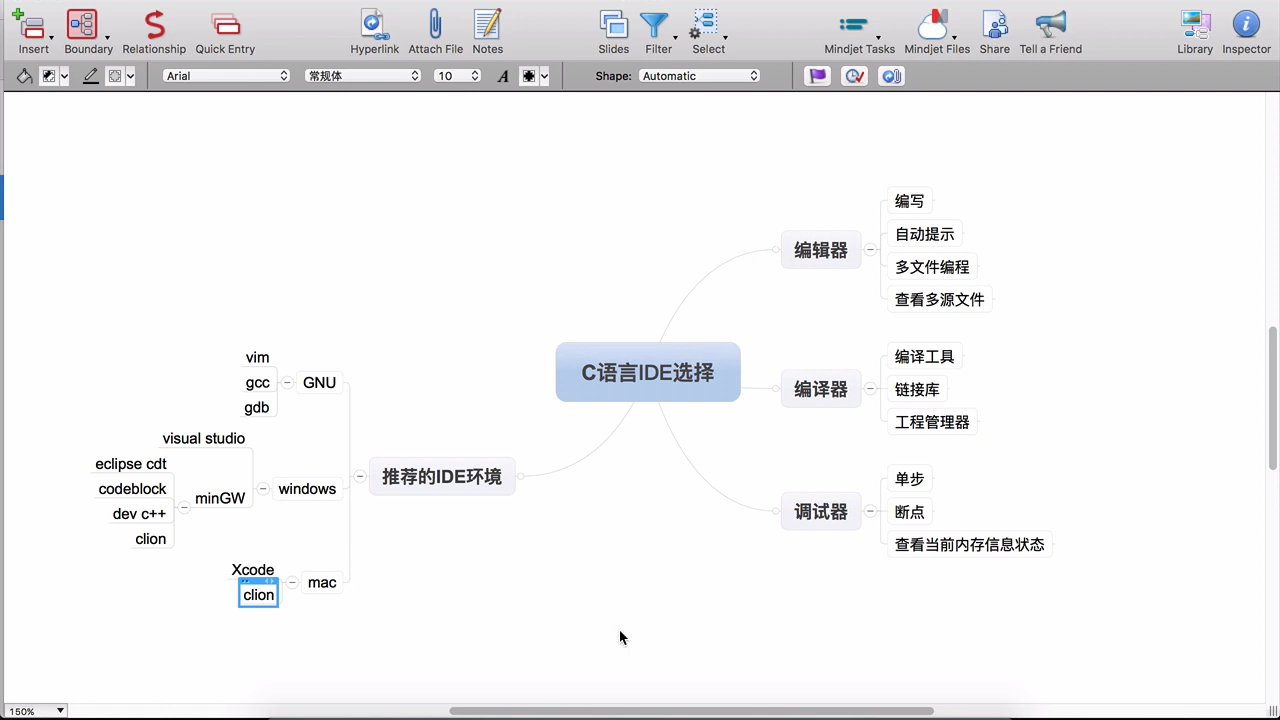 Insert
Boundary
Relationship
Quick Entry
Hyperlink
Attach File
Notes
Slides
Filter
Select
Mindjet Tasks
Mindjet Files
Share
Tell a Friend
Library
Inspector
Arial
常规体
10
A
Shape:
Automatic
编辑器
编写
自动提示
多文件编程
查看多源文件
C语言IDE选择
编译器
编译工具
链接库
工程管理器
调试器
单步
断点
查看当前内存信息状态
推荐的IDE环境
GNU
vim
gcc
gdb
windows
visual studio
minGW
eclipse cdt
codeblock
dev c++
clion
mac
Xcode
clion
150%